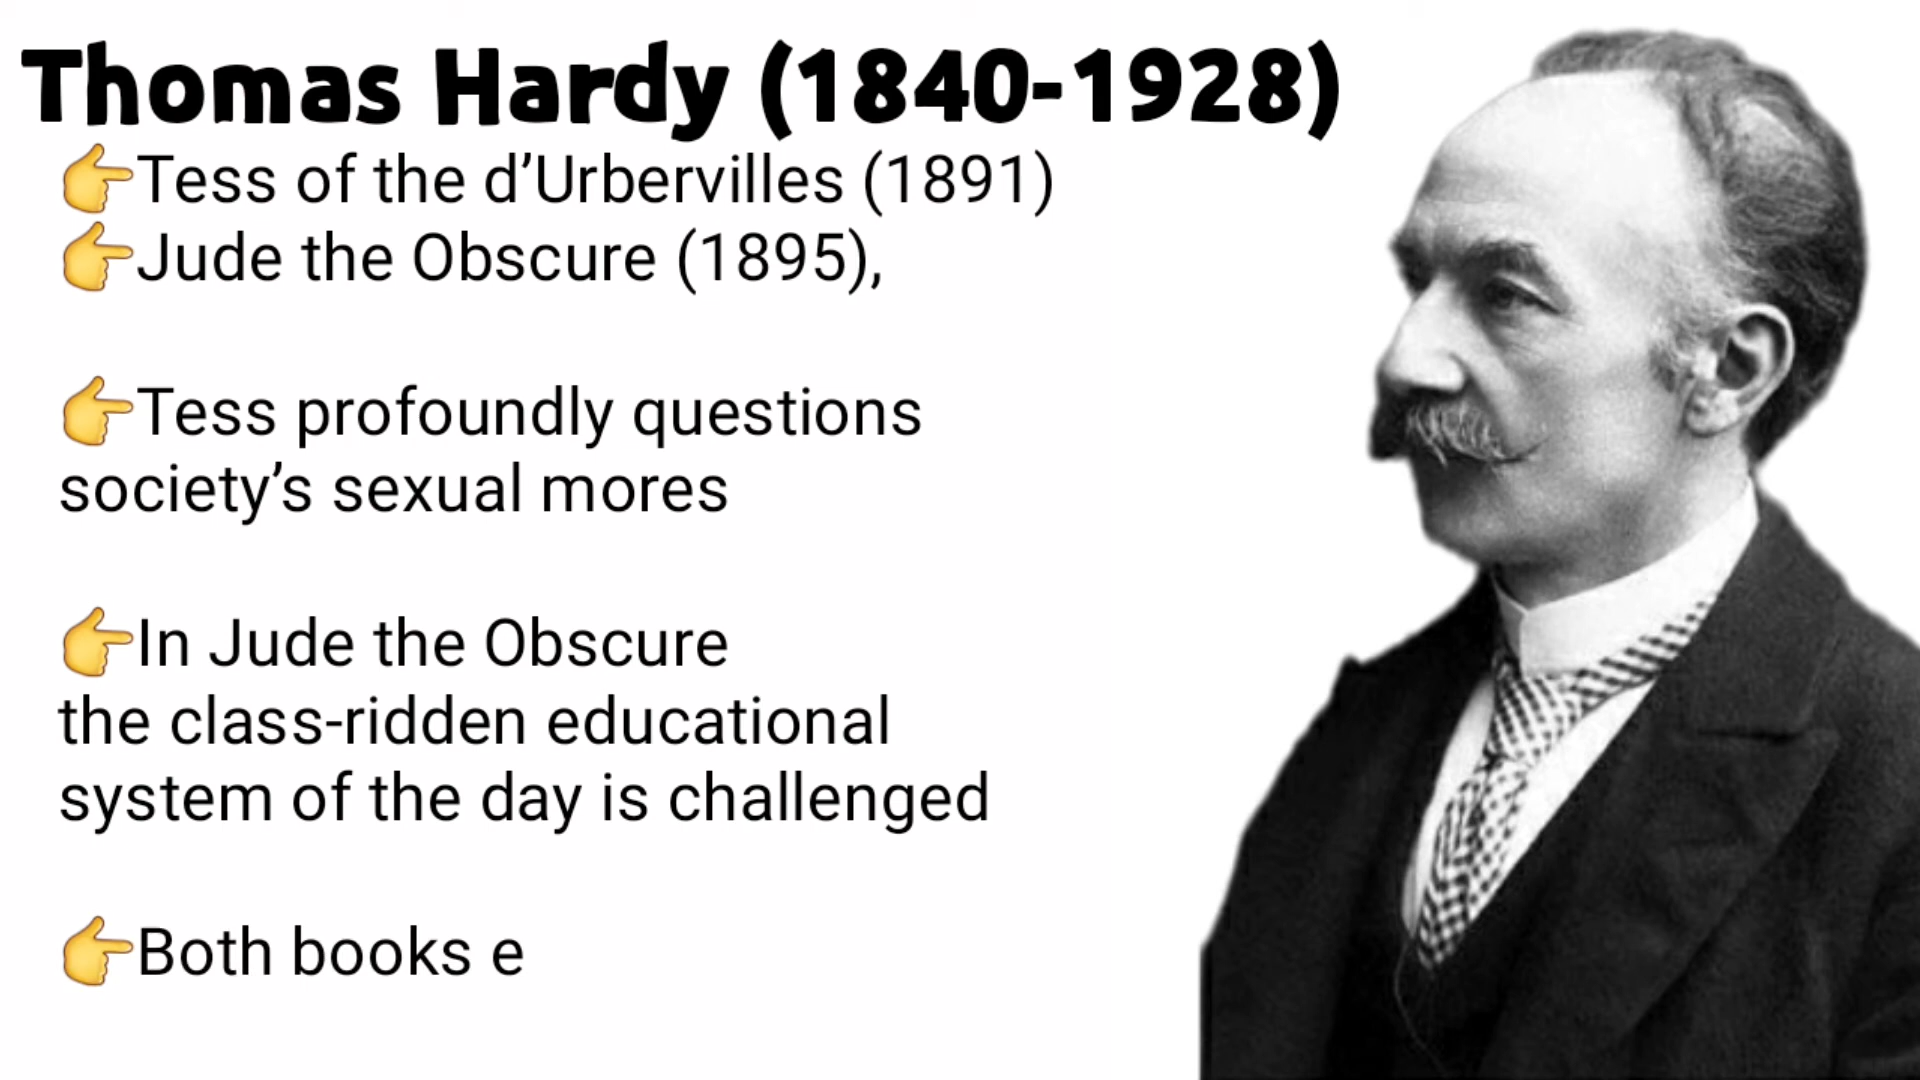 Thomas Hardy (1840-1928)
👉Tess of the d’Urbervilles (1891)
👉Jude the Obscure (1895),
👉Tess profoundly questions
society’s sexual mores
👉In Jude the Obscure
the class-ridden educational
system of the day is challenged
👉Both books e